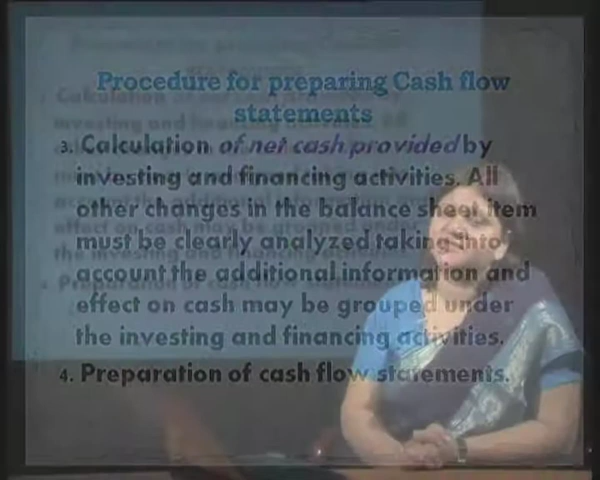 Procedure for preparing Cash flow
statements
3. Calculation of net cash provided by
investing and financing activities. All
other changes in the balance sheet item
must be clearly analyzed taking into
account the additional information and
effect on cash may be grouped under
the investing and financing activities.
4. Preparation of cash flow statements.